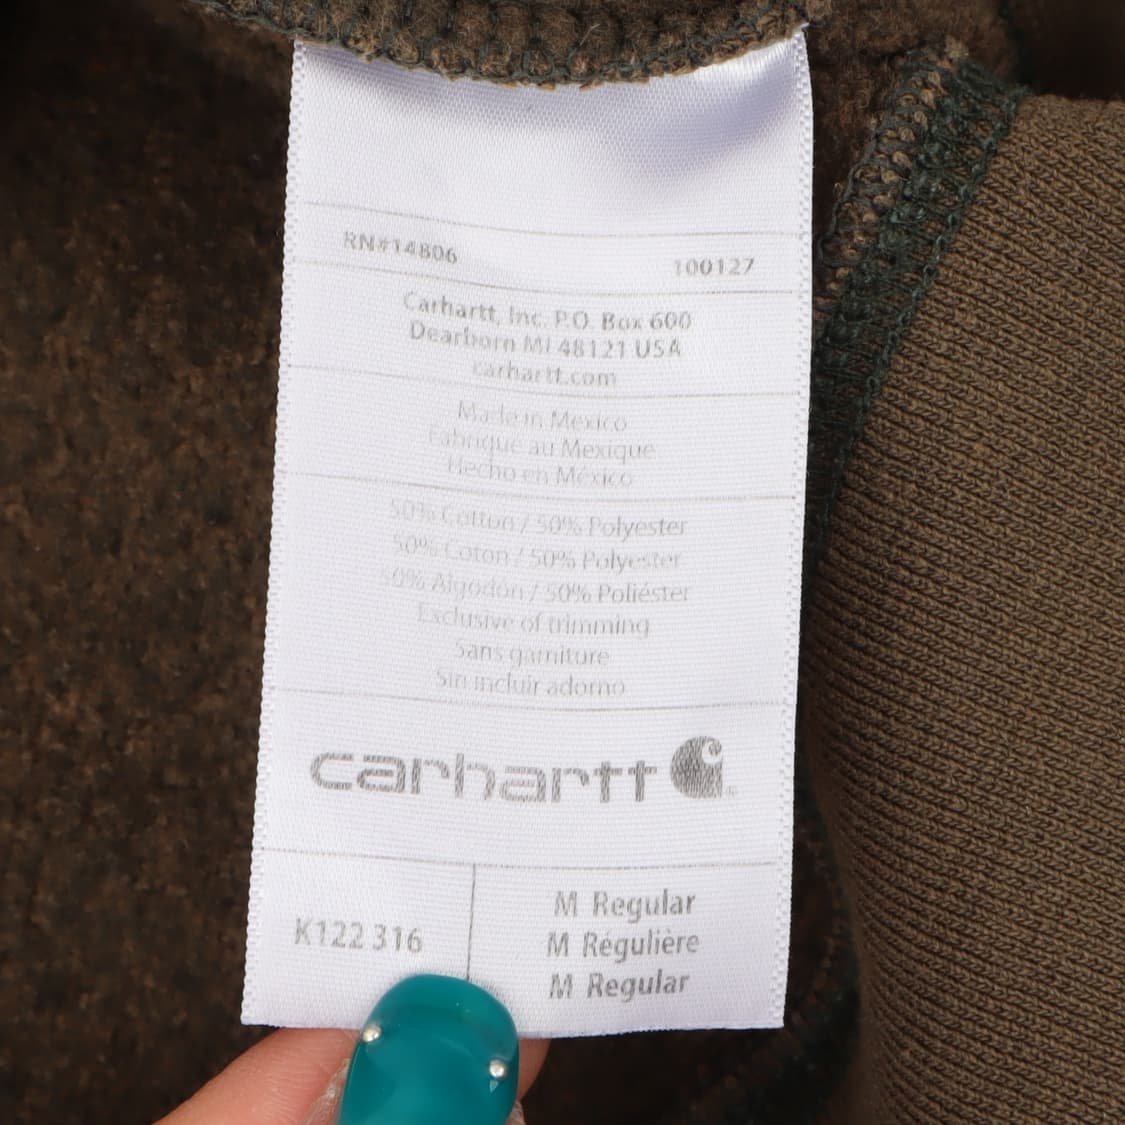 RN#14806
100127
Carhartt, Inc. P.O. Box 600
Dearborn MI 48121 USA
carhartt.com
Made in Mexico
Fabriqué au Mexique
Hecho en México
50% Cotton / 50% Polyester
50% Coton / 50% Polyester
50% Algodón / 50% Poliéster
Exclusive of trimming
Sans garniture
Sin incluir adorno
carhartt
K122 316
M Regular
M Régulière
M Regular